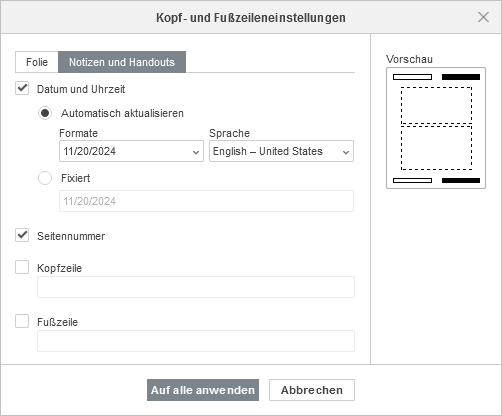 Kopf- und Fußzeileneinstellungen
Folie
Notizen und Handouts
Vorschau
Datum und Uhrzeit
Automatisch aktualisieren
Formate
Sprache
11/20/2024
English – United States
Fixiert
11/20/2024
Seitennummer
Kopfzeile
Fußzeile
Auf alle anwenden
Abbrechen